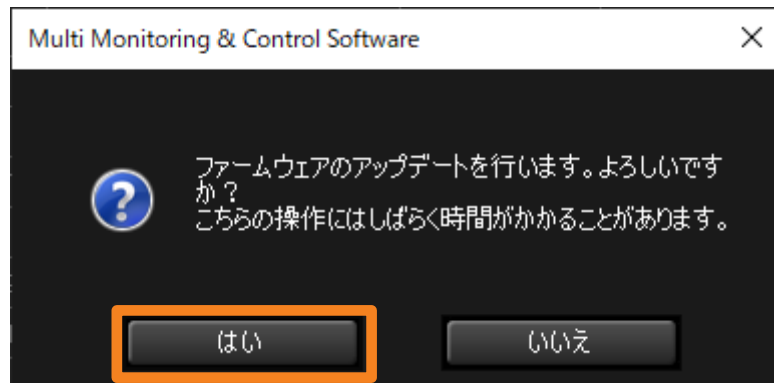 Multi Monitoring & Control Software
ファームウェアのアップデートを行います。よろしいです
か？
こちらの操作にはしばらく時間がかかることがあります。
はい
いいえ